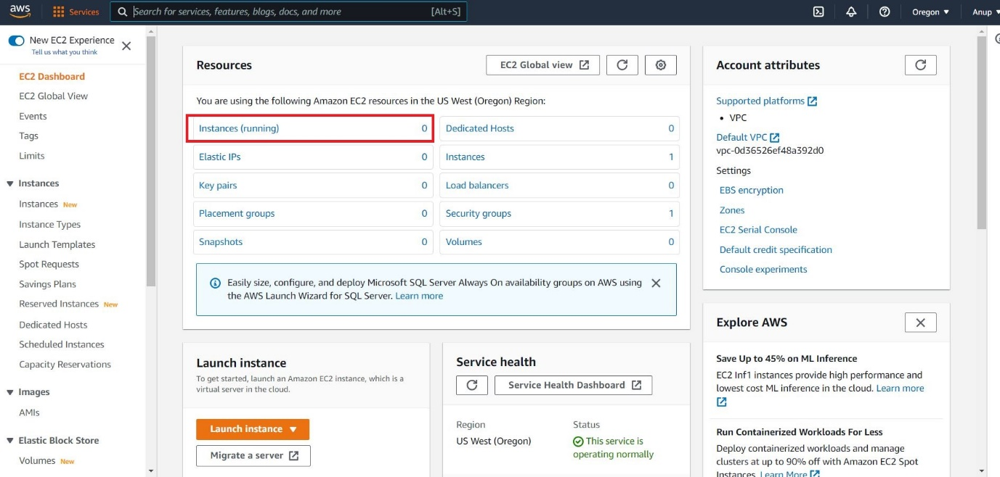 aws
Services
Search for services, features, blogs, docs, and more
[Alt+S]
Oregon
Anup
New EC2 Experience
Tell us what you think
EC2 Dashboard
EC2 Global View
Events
Tags
Limits
Instances
Instances New
Instance Types
Launch Templates
Spot Requests
Savings Plans
Reserved Instances New
Dedicated Hosts
Scheduled Instances
Capacity Reservations
Images
AMIs
Elastic Block Store
Volumes New
Resources
EC2 Global view
You are using the following Amazon EC2 resources in the US West (Oregon) Region:
Instances (running) 0
Dedicated Hosts 0
Elastic IPs 0
Instances 1
Key pairs 0
Load balancers 0
Placement groups 0
Security groups 1
Snapshots 0
Volumes 0
Easily size, configure, and deploy Microsoft SQL Server Always On availability groups on AWS using
the AWS Launch Wizard for SQL Server. Learn more
Launch instance
To get started, launch an Amazon EC2 instance, which is a
virtual server in the cloud.
Launch instance
Migrate a server
Service health
Service Health Dashboard
Region
US West (Oregon)
Status
This service is
operating normally
Account attributes
Supported platforms
• VPC
Default VPC
vpc-0d36526ef48a392d0
Settings
EBS encryption
Zones
EC2 Serial Console
Default credit specification
Console experiments
Explore AWS
Save Up to 45% on ML Inference
EC2 Inf1 instances provide high performance and
lowest cost ML inference in the cloud. Learn more
Run Containerized Workloads For Less
Deploy containerized workloads and manage
clusters at up to 90% off with Amazon EC2 Spot
Instances. Learn More